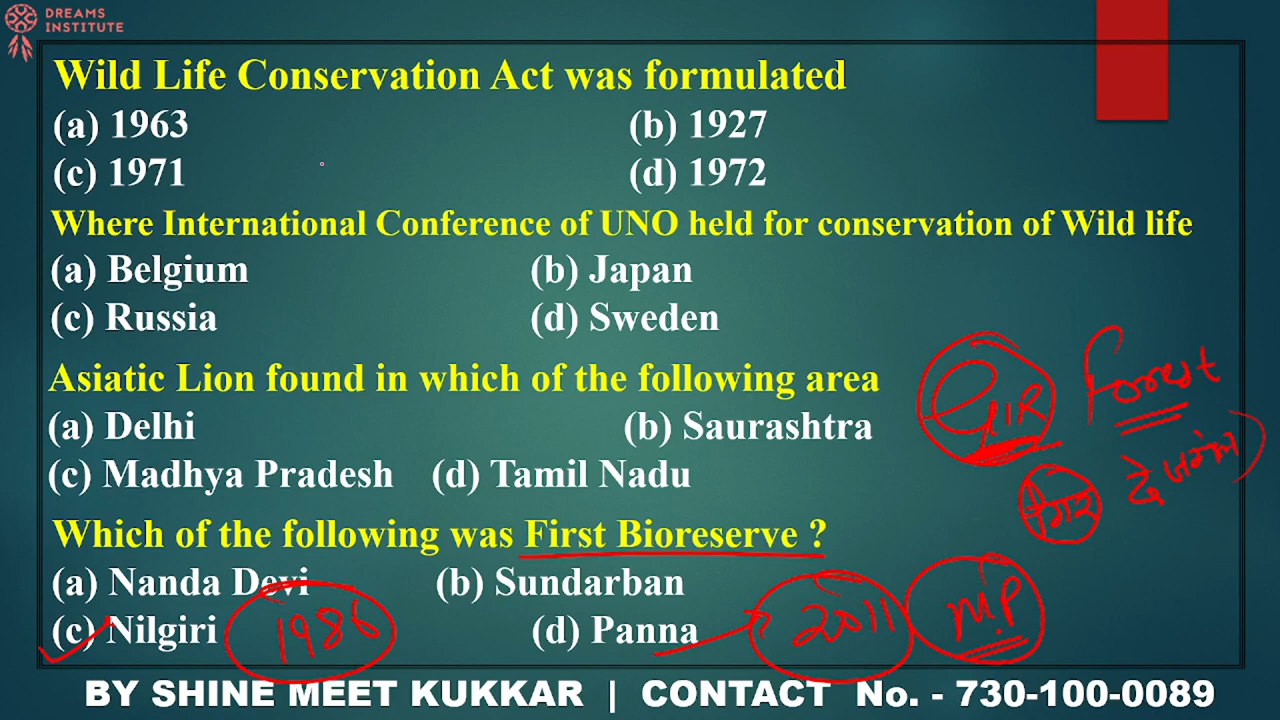 DREAMS
INSTITUTE
Wild Life Conservation Act was formulated
(a) 1963 (b) 1927
(c) 1971 (d) 1972
Where International Conference of UNO held for conservation of Wild life
(a) Belgium (b) Japan
(c) Russia (d) Sweden
Asiatic Lion found in which of the following area
GIR Forrest
(a) Delhi (b) Saurashtra
(c) Madhya Pradesh (d) Tamil Nadu
गिर
Which of the following was First Bioreserve ?
(a) Nanda Devi (b) Sundarban
(c) Nilgiri 1986 (d) Panna 2011 M.P
BY SHINE MEET KUKKAR | CONTACT No. - 730-100-0089